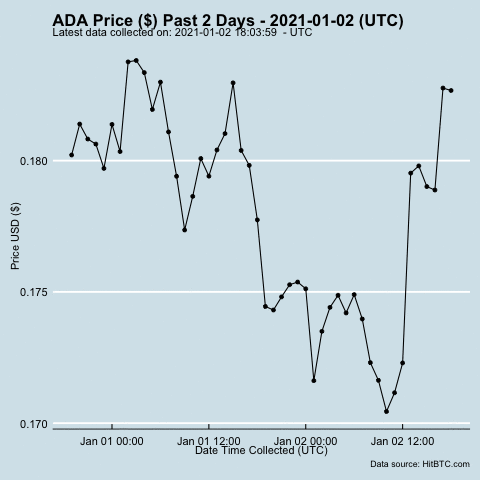 ADA Price ($) Past 2 Days - 2021-01-02 (UTC)
Latest data collected on: 2021-01-02 18:03:59 - UTC
Price USD ($)
0.180
0.175
0.170
Jan 01 00:00 Jan 01 12:00 Jan 02 00:00 Jan 02 12:00
Date Time Collected (UTC)
Data source: HitBTC.com